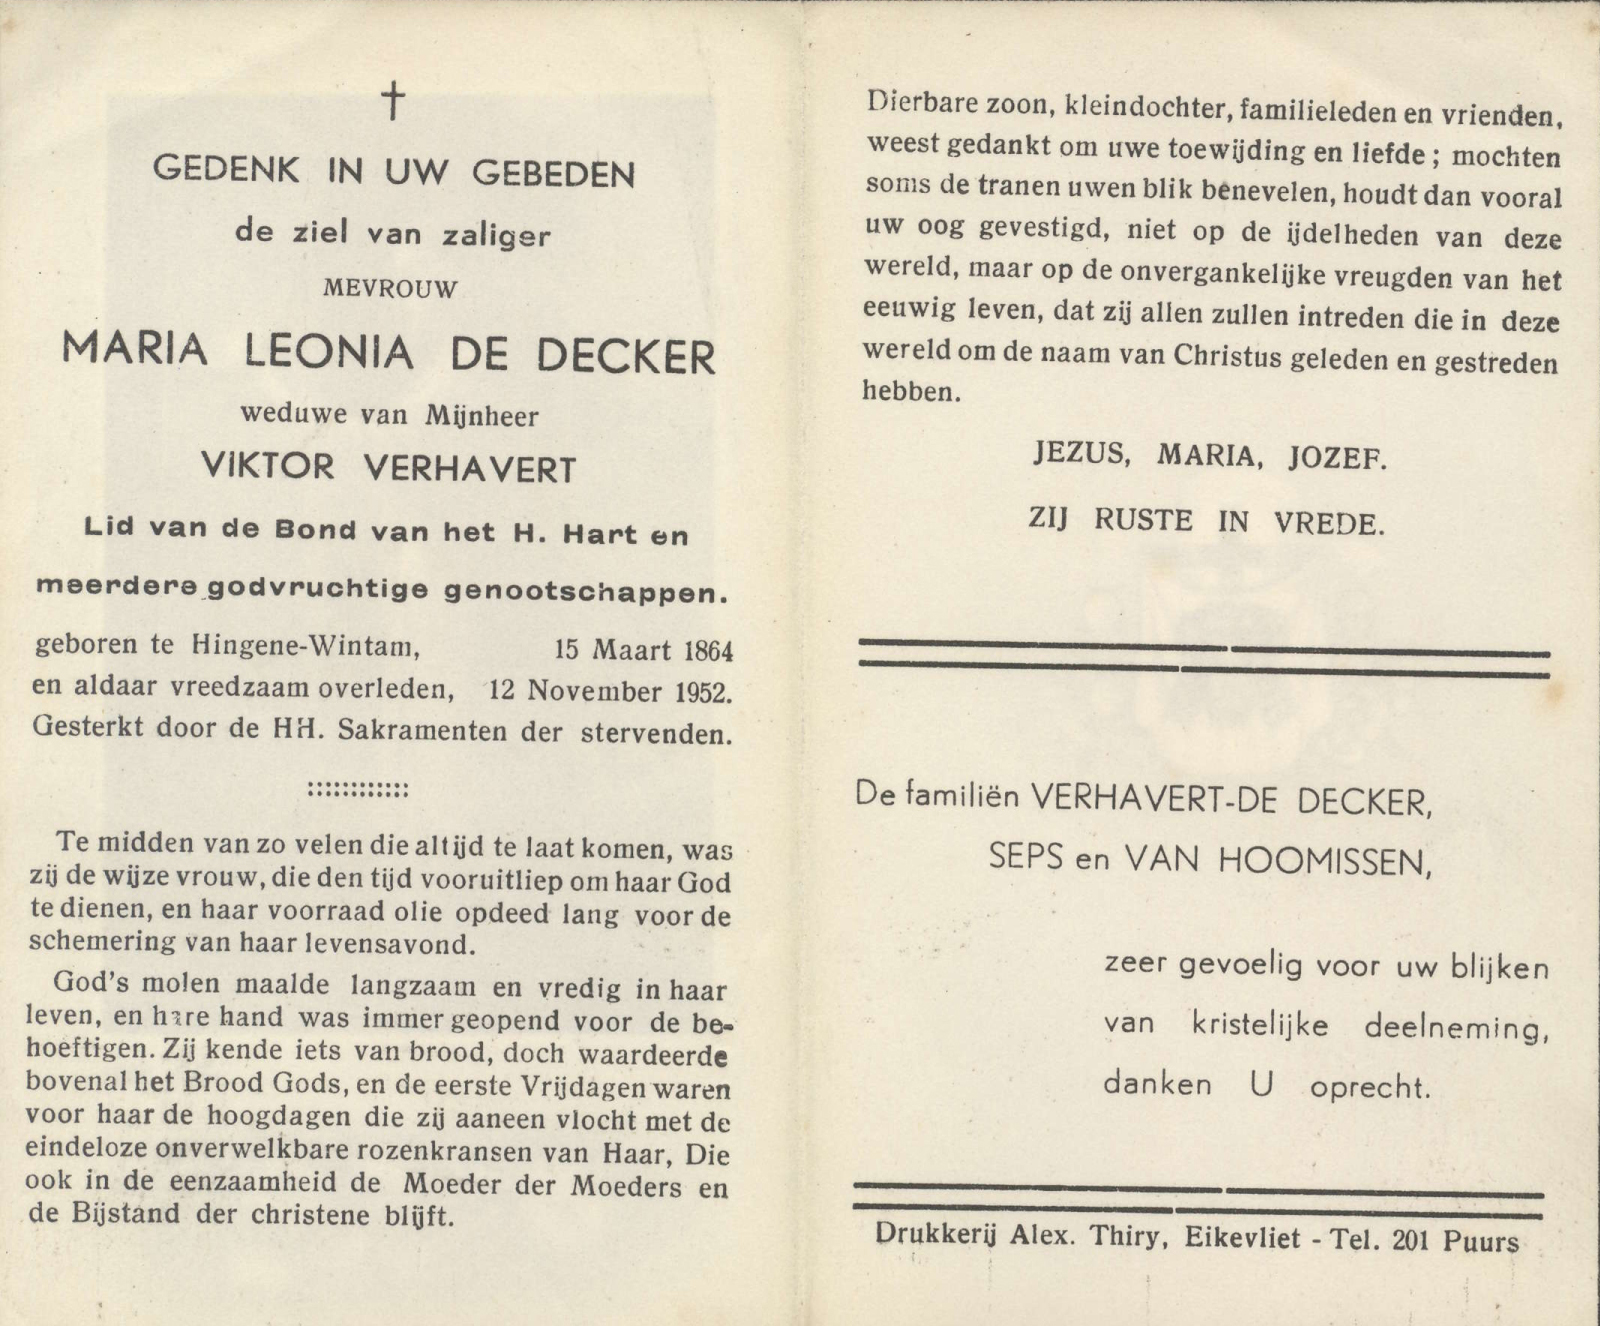 †
GEDENK IN UW GEBEDEN
de ziel van zaliger
MEVROUW
MARIA LEONIA DE DECKER
weduwe van Mijnheer
VIKTOR VERHAVERT
Lid van de Bond van het H. Hart en
meerdere godvruchtige genootschappen.
geboren te Hingene-Wintam, 15 Maart 1864
en aldaar vreedzaam overleden, 12 November 1952.
Gesterkt door de HH. Sakramenten der stervenden.
Te midden van zo velen die altijd te laat komen, was
zij de wijze vrouw, die den tijd vooruitliep om haar God
te dienen, en haar voorraad olie opdeed lang voor de
schemering van haar levensavond.
God's molen maalde langzaam en vredig in haar
leven, en hare hand was immer geopend voor de be-
hoeftigen. Zij kende iets van brood, doch waardeerde
bovenal het Brood Gods, en de eerste Vrijdagen waren
voor haar de hoogdagen die zij aaneen vlocht met de
eindeloze onverwelkbare rozenkransen van Haar, Die
ook in de eenzaamheid de Moeder der Moeders en
de Bijstand der christene blijft.
Dierbare zoon, kleindochter, familieleden en vrienden,
weest gedankt om uwe toewijding en liefde ; mochten
soms de tranen uwen blik benevelen, houdt dan vooral
uw oog gevestigd, niet op de ijdelheden van deze
wereld, maar op de onvergankelijke vreugden van het
eeuwig leven, dat zij allen zullen intreden die in deze
wereld om de naam van Christus geleden en gestreden
hebben.
JEZUS, MARIA, JOZEF.
ZIJ RUSTE IN VREDE.
De familiën VERHAVERT-DE DECKER,
SEPS en VAN HOOMISSEN,
zeer gevoelig voor uw blijken
van kristelijke deelneming,
danken U oprecht.
Drukkerij Alex. Thiry, Eikevliet - Tel. 201 Puurs